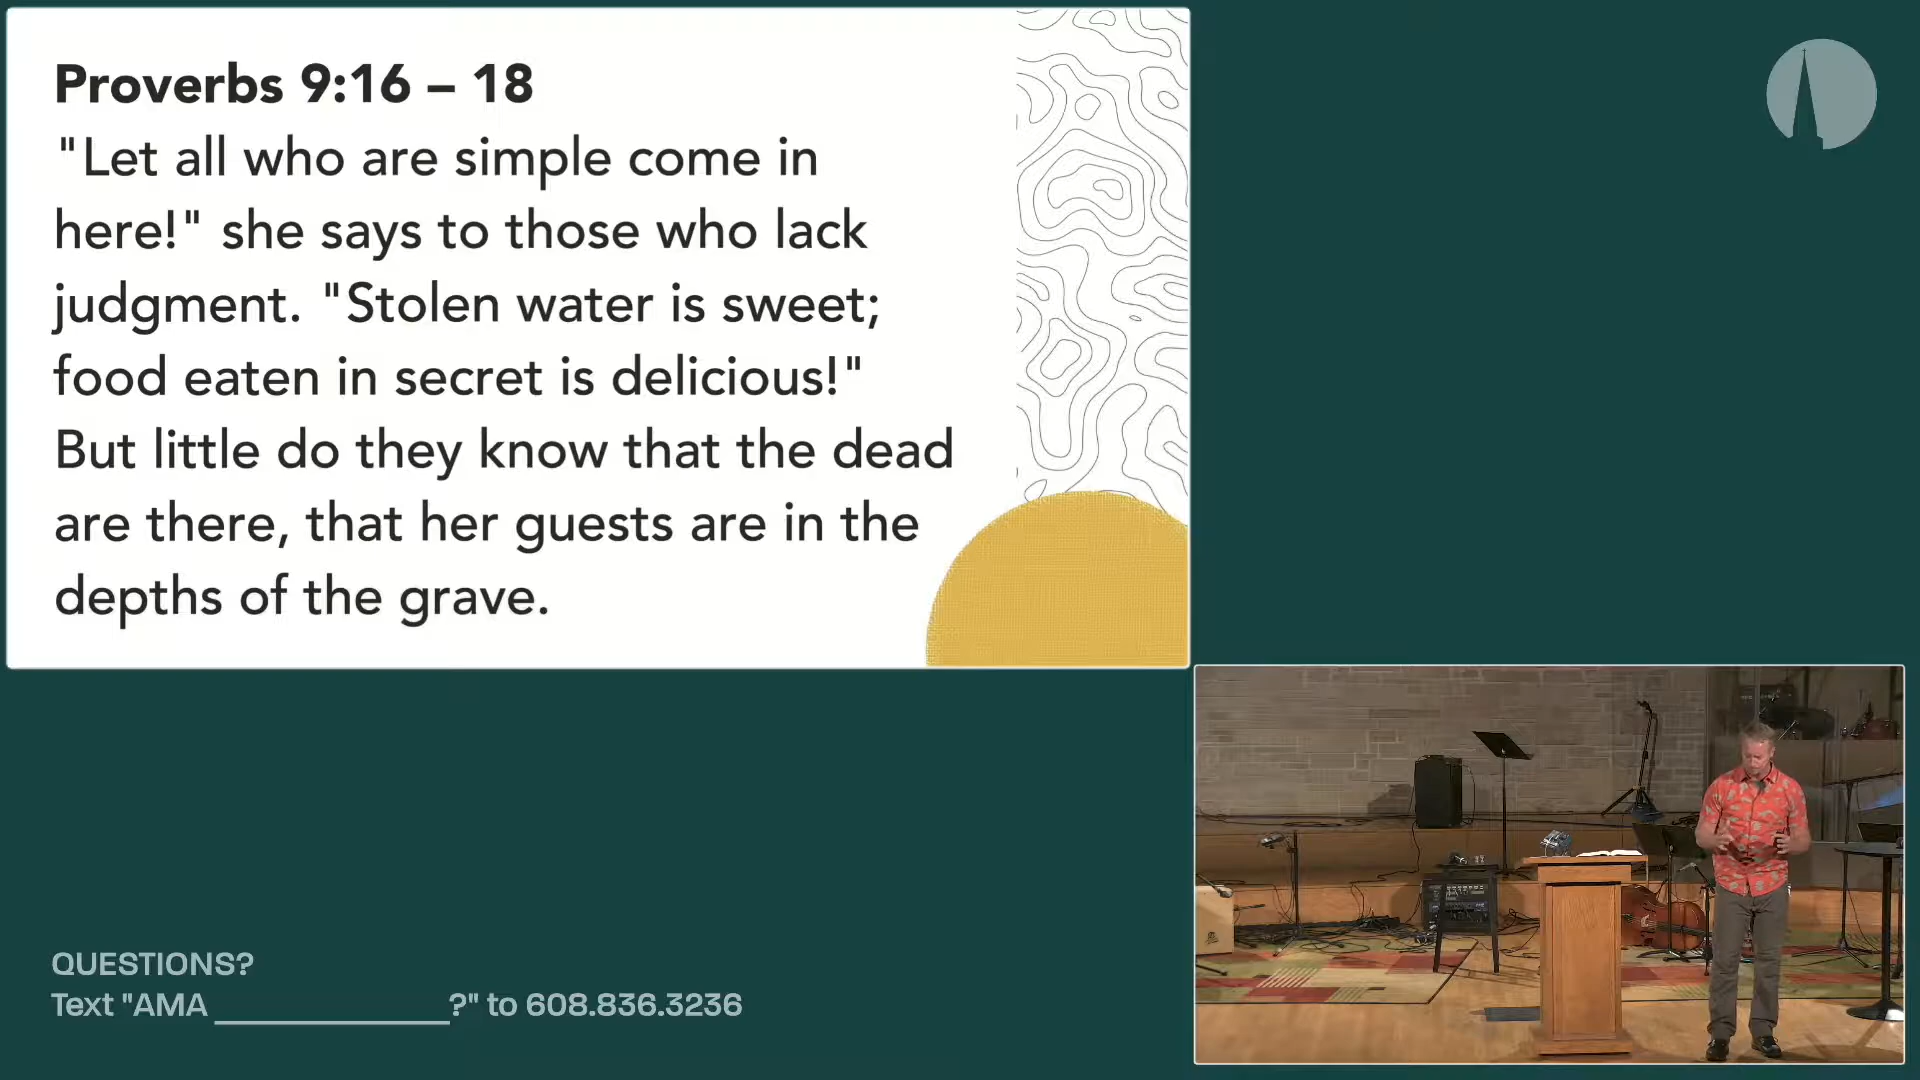 Proverbs 9:16 – 18
"Let all who are simple come in
here!" she says to those who lack
judgment. "Stolen water is sweet;
food eaten in secret is delicious!"
But little do they know that the dead
are there, that her guests are in the
depths of the grave.
QUESTIONS?
Text "AMA ______________?" to 608.836.3236